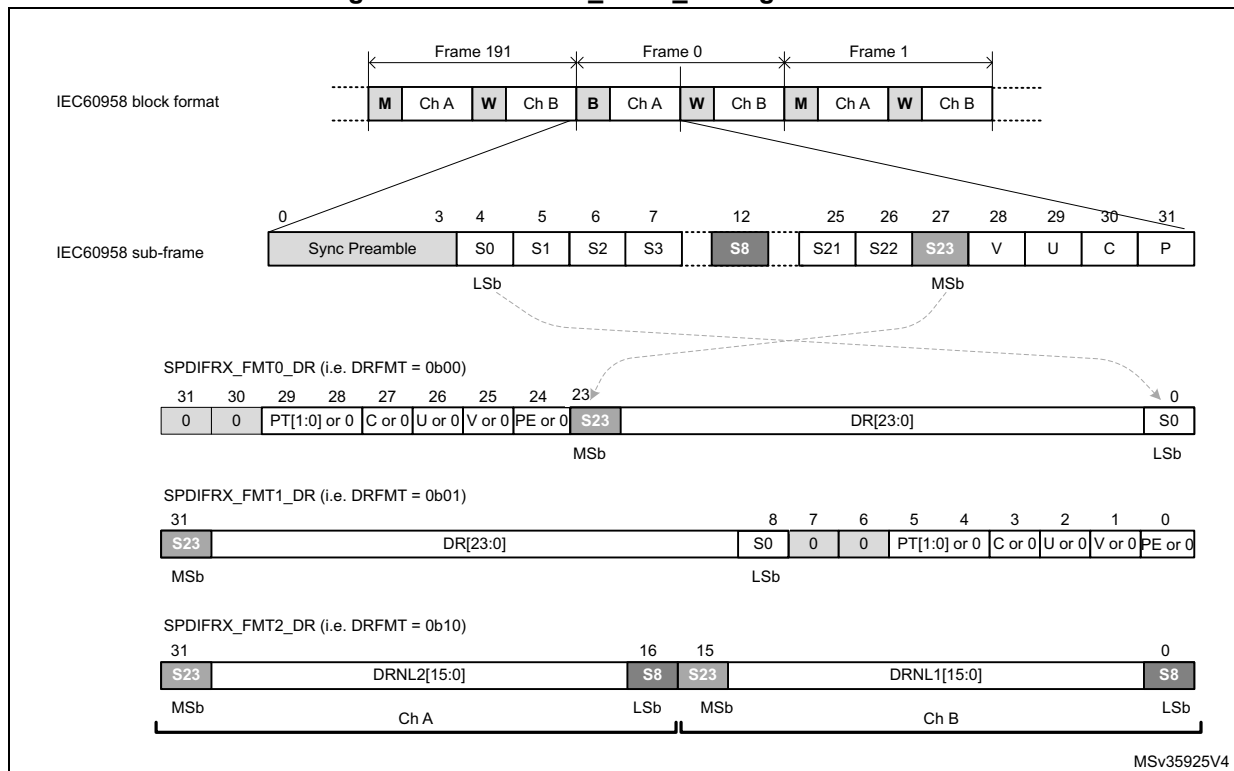 Frame 191 Frame 0 Frame 1
IEC60958 block format M Ch A W Ch B B Ch A W Ch B M Ch A W Ch B
0 3 4 5 6 7 12 25 26 27 28 29 30 31
IEC60958 sub-frame Sync Preamble S0 S1 S2 S3 S8 S21 S22 S23 V U C P
LSb MSb
SPDIFRX_FMT0_DR (i.e. DRFMT = 0b00)
31 30 29 28 27 26 25 24 23 0
0 0 PT[1:0] or 0 C or 0 U or 0 V or 0 PE or 0 S23 DR[23:0] S0
MSb LSb
SPDIFRX_FMT1_DR (i.e. DRFMT = 0b01)
31 8 7 6 5 4 3 2 1 0
S23 DR[23:0] S0 0 0 PT[1:0] or 0 C or 0 U or 0 V or 0 PE or 0
MSb LSb
SPDIFRX_FMT2_DR (i.e. DRFMT = 0b10)
31 16 15 0
S23 DRNL2[15:0] S8 S23 DRNL1[15:0] S8
MSb LSb MSb LSb
Ch A Ch B
MSv35925V4